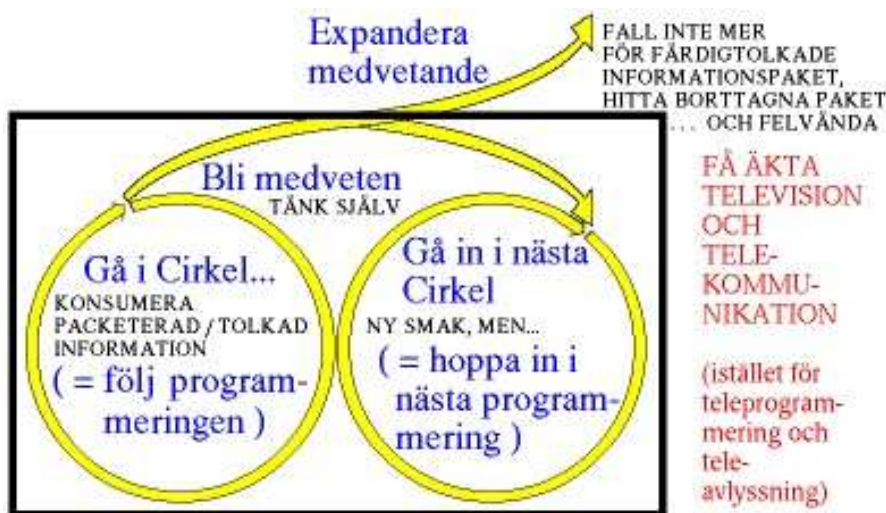 Expandera
medvetande
FALL INTE MER
FÖR FÄRDIGTOLKADE
INFORMATIONSPAKET,
HITTA BORTTAGNA PAKET
... OCH FELVÄNDA
Bli medveten
TÄNK SJÄLV
Gå i Cirkel...
KONSUMERA
PACKETERAD / TOLKAD
INFORMATION
( = följ program-
meringen )
Gå in i nästa
Cirkel
NY SMAK, MEN...
( = hoppa in i
nästa program-
mering )
FÅ ÄKTA
TELEVISION
OCH
TELE-
KOMMU-
NIKATION
(istället för
teleprogram-
mering och
tele-
avlyssning)